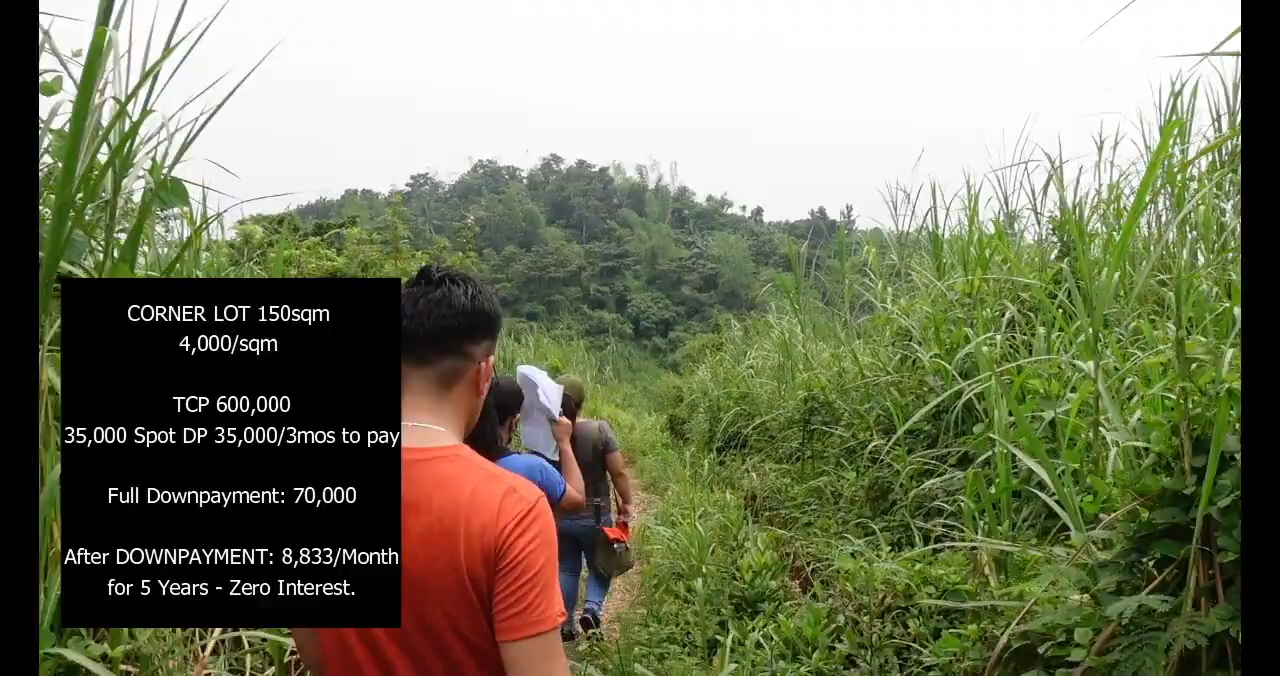 CORNER LOT 150sqm
4,000/sqm
TCP 600,000
35,000 Spot DP 35,000/3mos to pay
Full Downpayment: 70,000
After DOWNPAYMENT: 8,833/Month
for 5 Years - Zero Interest.